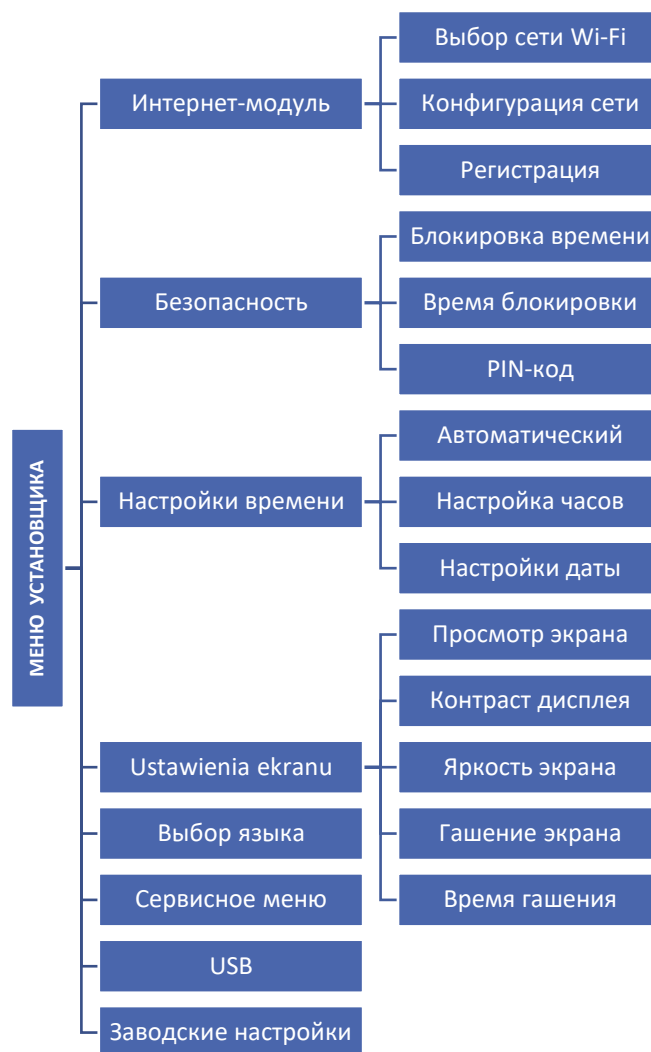 МЕНЮ УСТАНОВЩИКА
Интернет-модуль
Выбор сети Wi-Fi
Конфигурация сети
Регистрация
Безопасность
Блокировка времени
Время блокировки
PIN-код
Настройки времени
Автоматический
Настройка часов
Настройки даты
Ustawienia ekranu
Просмотр экрана
Контраст дисплея
Яркость экрана
Гашение экрана
Время гашения
Выбор языка
Сервисное меню
USB
Заводские настройки